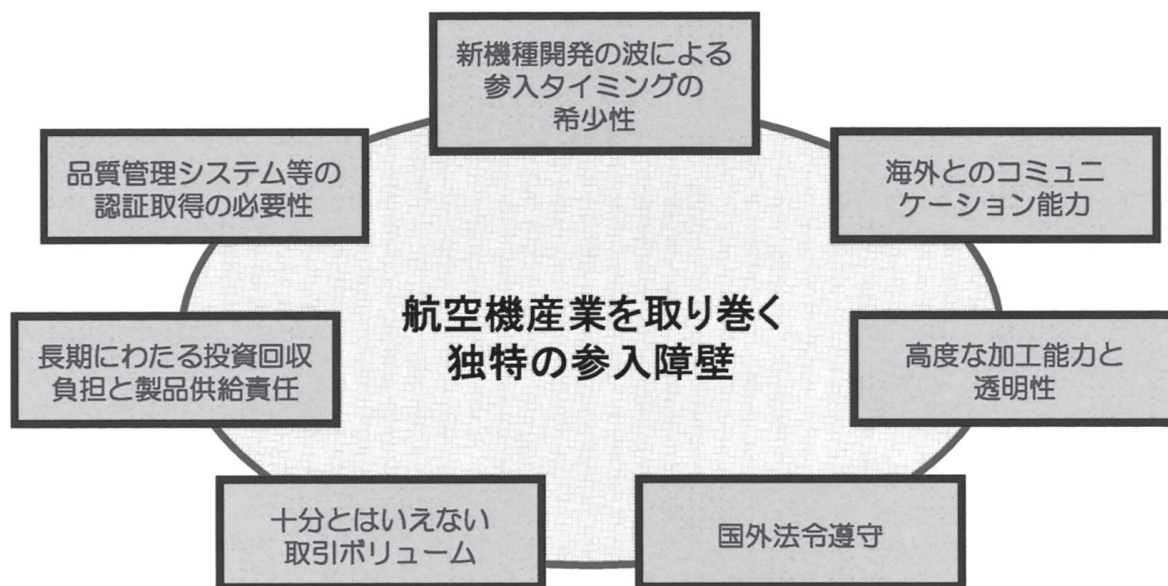 新機種開発の波による
参入タイミングの
希少性
品質管理システム等の
認証取得の必要性
海外とのコミュニ
ケーション能力
航空機産業を取り巻く
独特の参入障壁
長期にわたる投資回収
負担と製品供給責任
高度な加工能力と
透明性
十分とはいえない
取引ボリューム
国外法令遵守